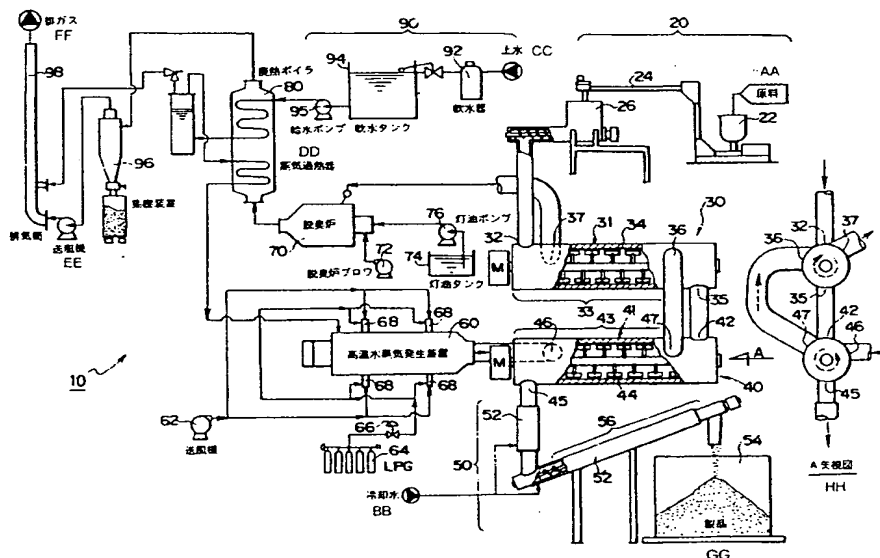 卸ガス
FF
98
90
94
92
上水
CC
20
24
AA
原料
廃熱ボイラ
80
軟水器
26
22
95
給水ポンプ
軟水タンク
DD
蒸気過熱器
96
集塵装置
排気筒
送風機
EE
脱臭炉
70
76
灯油ポンプ
72
74
脱臭炉ブロワ
灯油タンク
30
37
31
34
36
32
M
35
33
42
32
37
36
35
42
47
46
45
68
68
60
43
46
41
47
高温水蒸気発生装置
M
A
10
68
68
44
45
40
62
送風機
66
64
LPG
52
56
50
52
54
冷却水
BB
製品
GG
A矢視図
HH